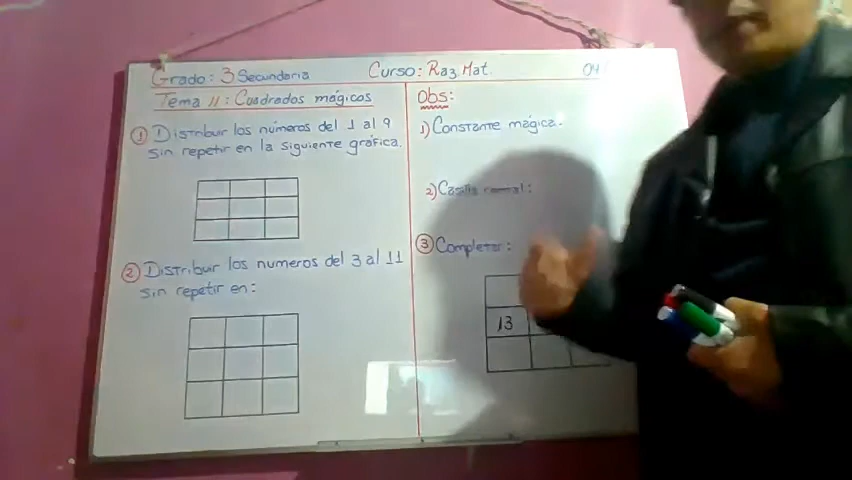 Grado: 3 Secundaria
Curso: Raz. Mat.
04/
Tema 11: Cuadrados mágicos
1 Distribuir los números del 1 al 9
sin repetir en la siguiente gráfica.
2 Distribuir los numeros del 3 al 11
sin repetir en:
Obs:
1) Constante mágica.
2) Casilla central:
3 Completar:
13